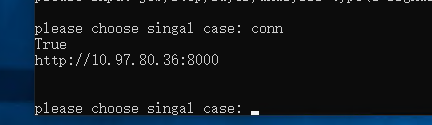 please choose singal case: conn
True
http://10.97.80.36:8000
please choose singal case: